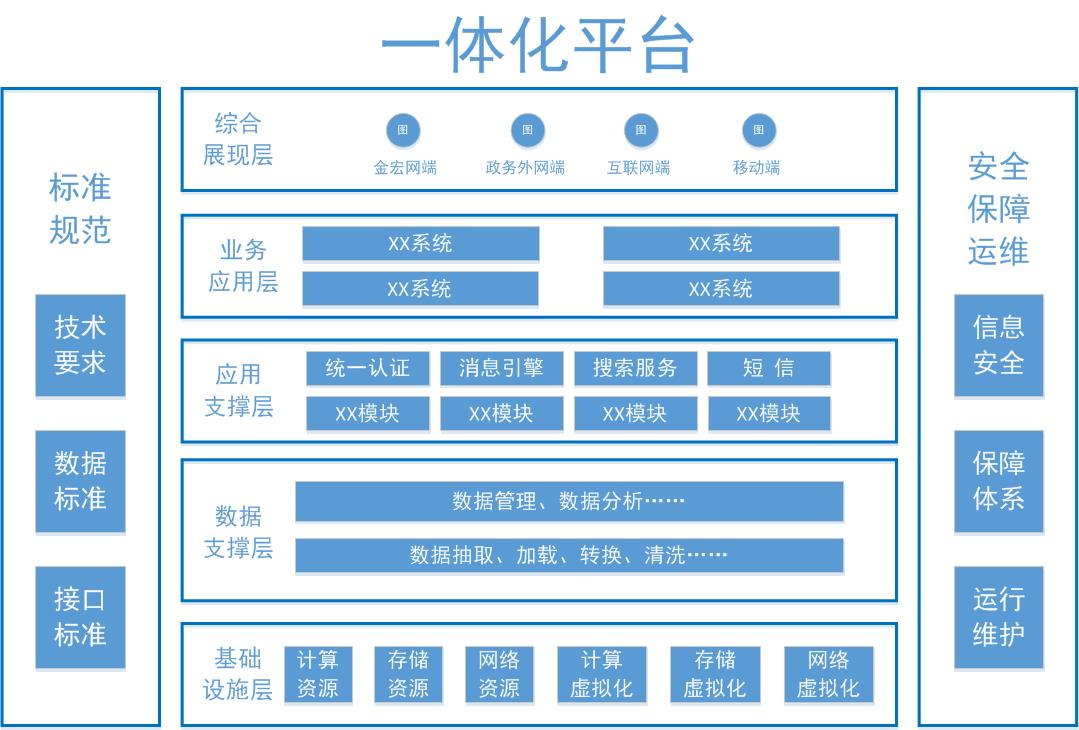 一体化平台
标准
规范
技术
要求
数据
标准
接口
标准
综合
展现层
图
图
图
图
金宏网端
政务外网端
互联网端
移动端
业务
应用层
XX系统
XX系统
XX系统
XX系统
应用
支撑层
统一认证
消息引擎
搜索服务
短 信
XX模块
XX模块
XX模块
XX模块
数据
支撑层
数据管理、数据分析……
数据抽取、加载、转换、清洗……
基础
设施层
计算
资源
存储
资源
网络
资源
计算
虚拟化
存储
虚拟化
网络
虚拟化
安全
保障
运维
信息
安全
保障
体系
运行
维护